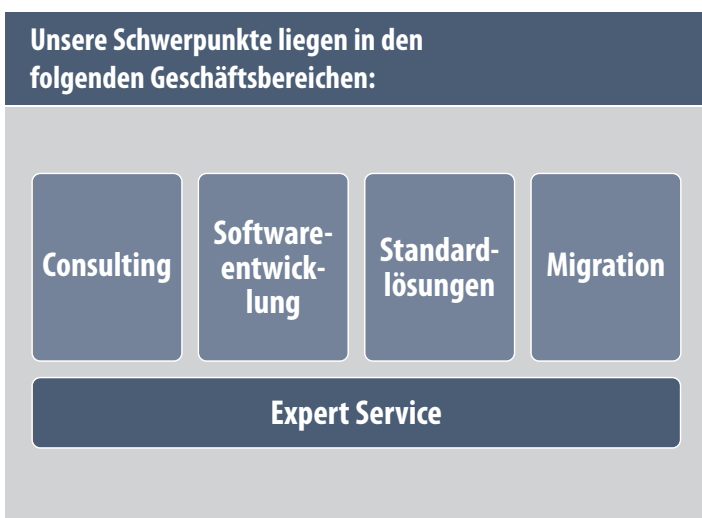 Unsere Schwerpunkte liegen in den
folgenden Geschäftsbereichen:
Consulting
Software-
entwick-
lung
Standard-
lösungen
Migration
Expert Service